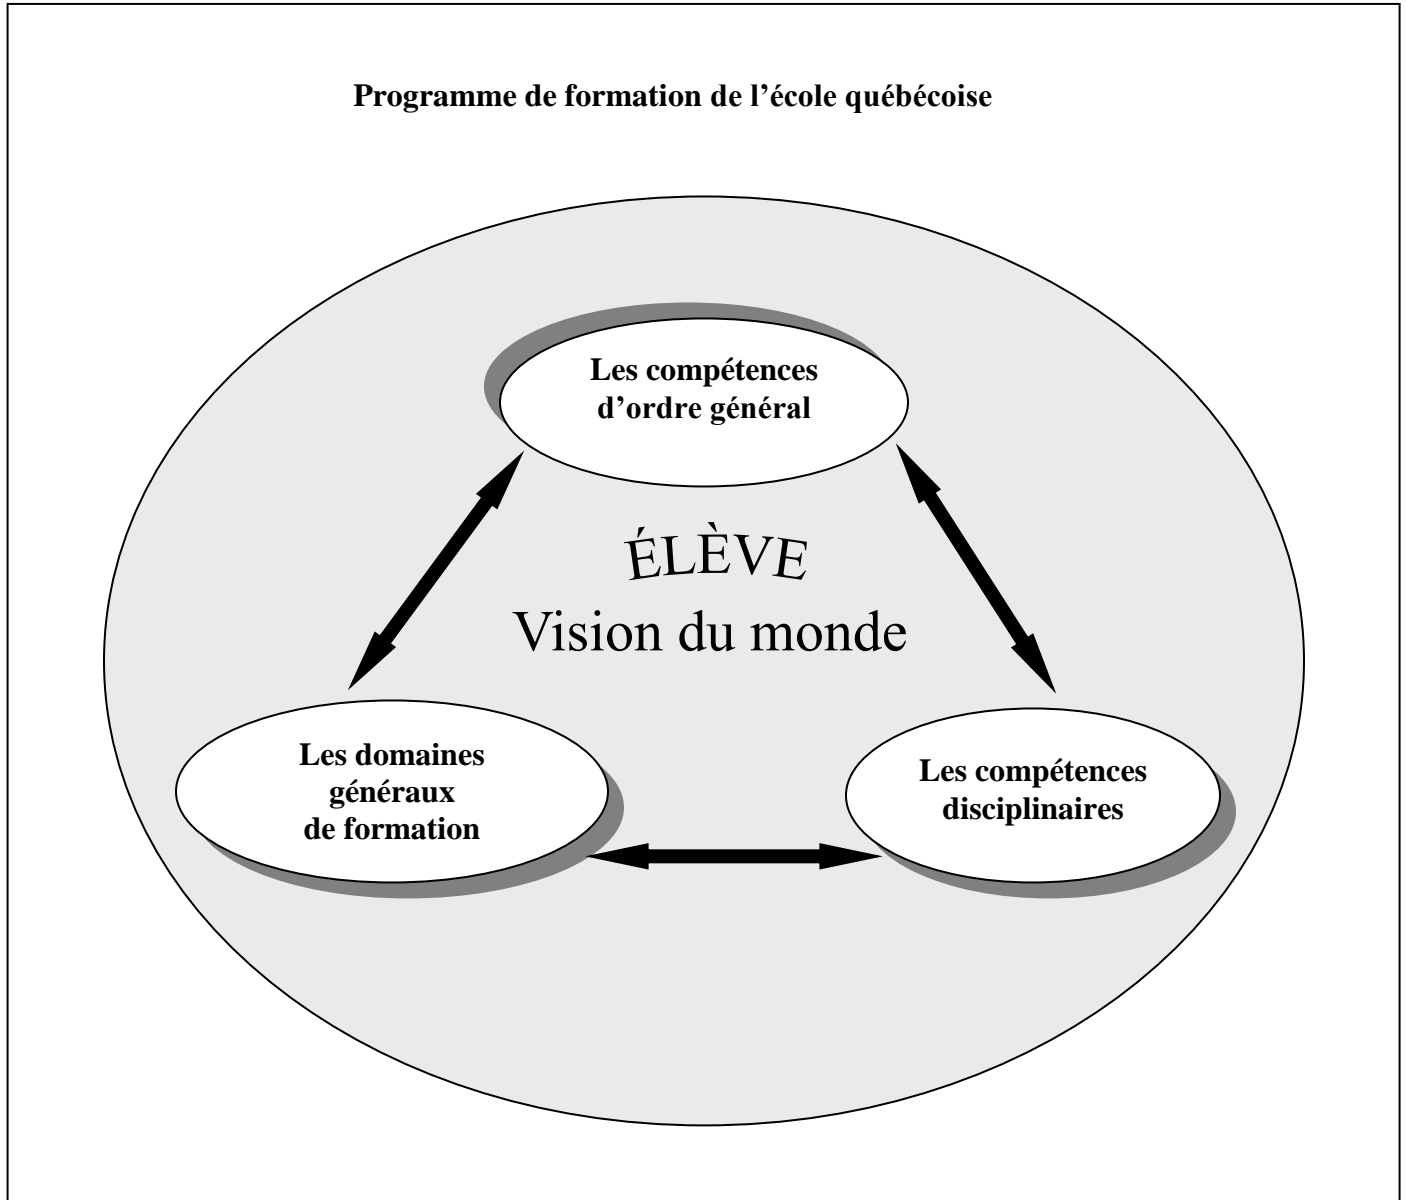 Programme de formation de l’école québécoise
Les compétences
d’ordre général
ÉLÈVE
Vision du monde
Les domaines
généraux
de formation
Les compétences
disciplinaires